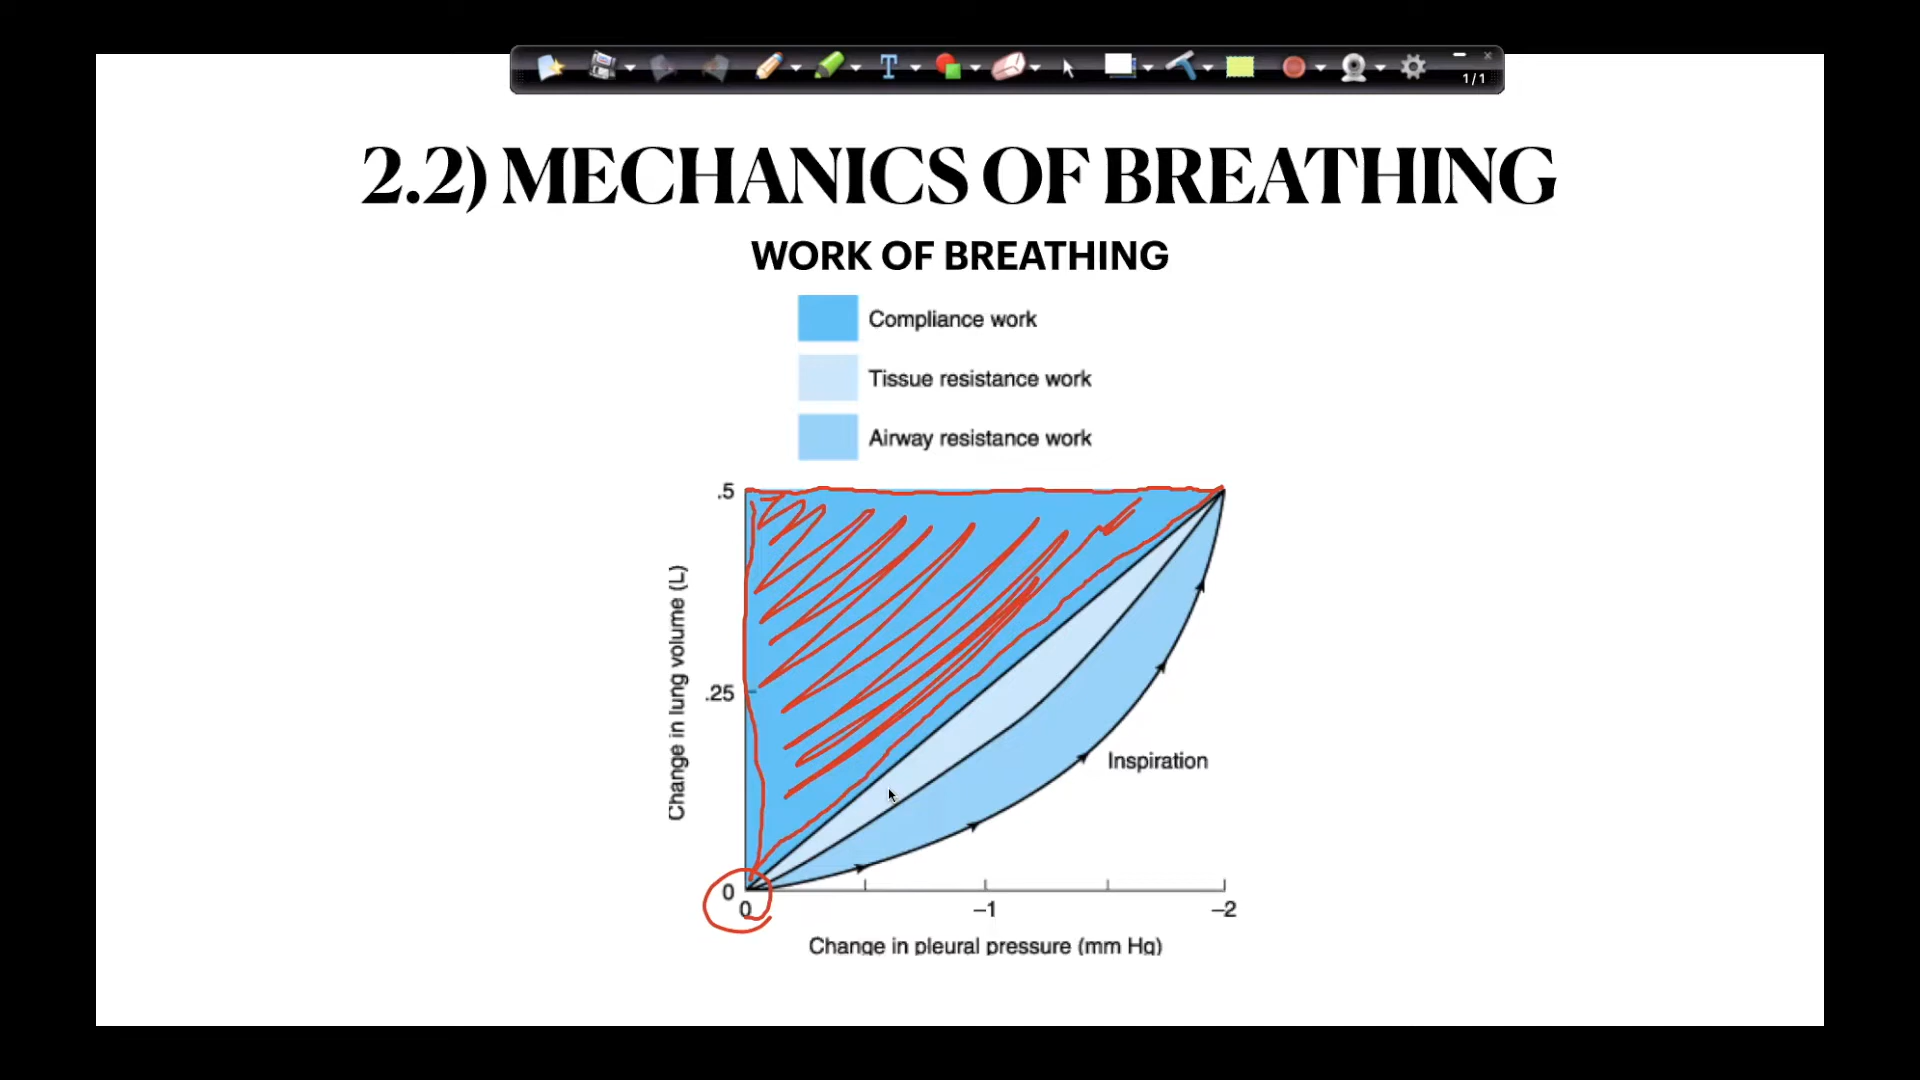 1/1
2.2) MECHANICS OF BREATHING
WORK OF BREATHING
Compliance work
Tissue resistance work
Airway resistance work
.5
.25
0
Change in lung volume (L)
Inspiration
0
–1
–2
Change in pleural pressure (mm Hg)